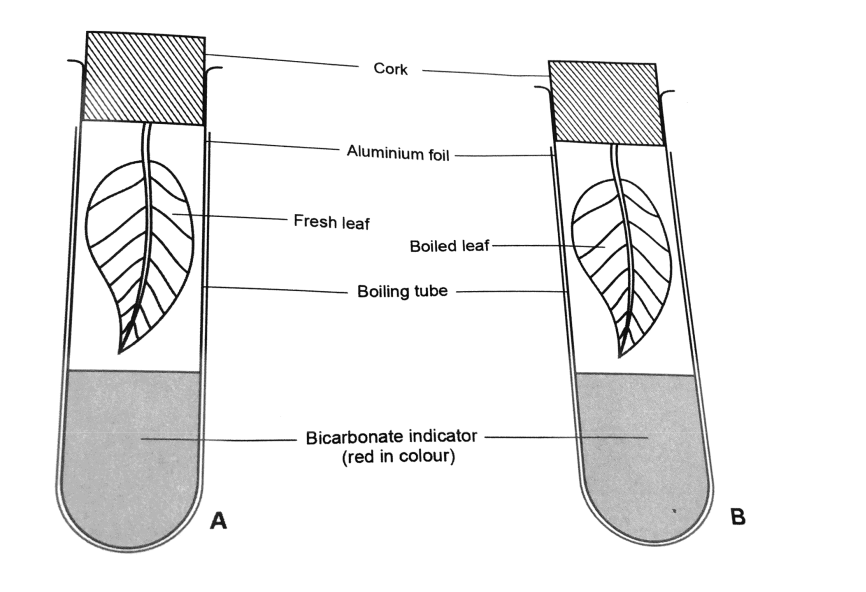 Cork
Aluminium foil
Fresh leaf
Boiled leaf
Boiling tube
Bicarbonate indicator
(red in colour)
A
B